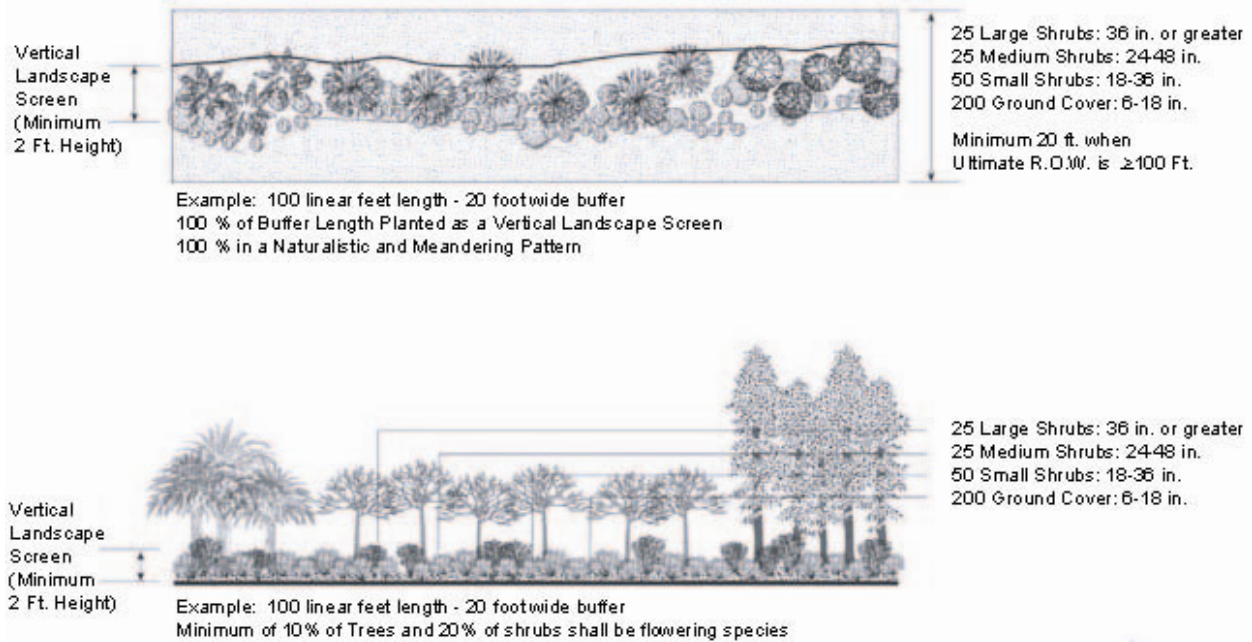 Vertical
Landscape
Screen
(Minimum
2 Ft. Height)
25 Large Shrubs: 36 in. or greater
25 Medium Shrubs: 24-48 in.
50 Small Shrubs: 18-36 in.
200 Ground Cover: 6-18 in.
Minimum 20 ft. when
Ultimate R.O.W. is ≥100 Ft.
Example: 100 linear feet length - 20 foot wide buffer
100 % of Buffer Length Planted as a Vertical Landscape Screen
100 % in a Naturalistic and Meandering Pattern
25 Large Shrubs: 36 in. or greater
25 Medium Shrubs: 24-48 in.
50 Small Shrubs: 18-36 in.
200 Ground Cover: 6-18 in.
Vertical
Landscape
Screen
(Minimum
2 Ft. Height)
Example: 100 linear feet length - 20 foot wide buffer
Minimum of 10% of Trees and 20% of shrubs shall be flowering species